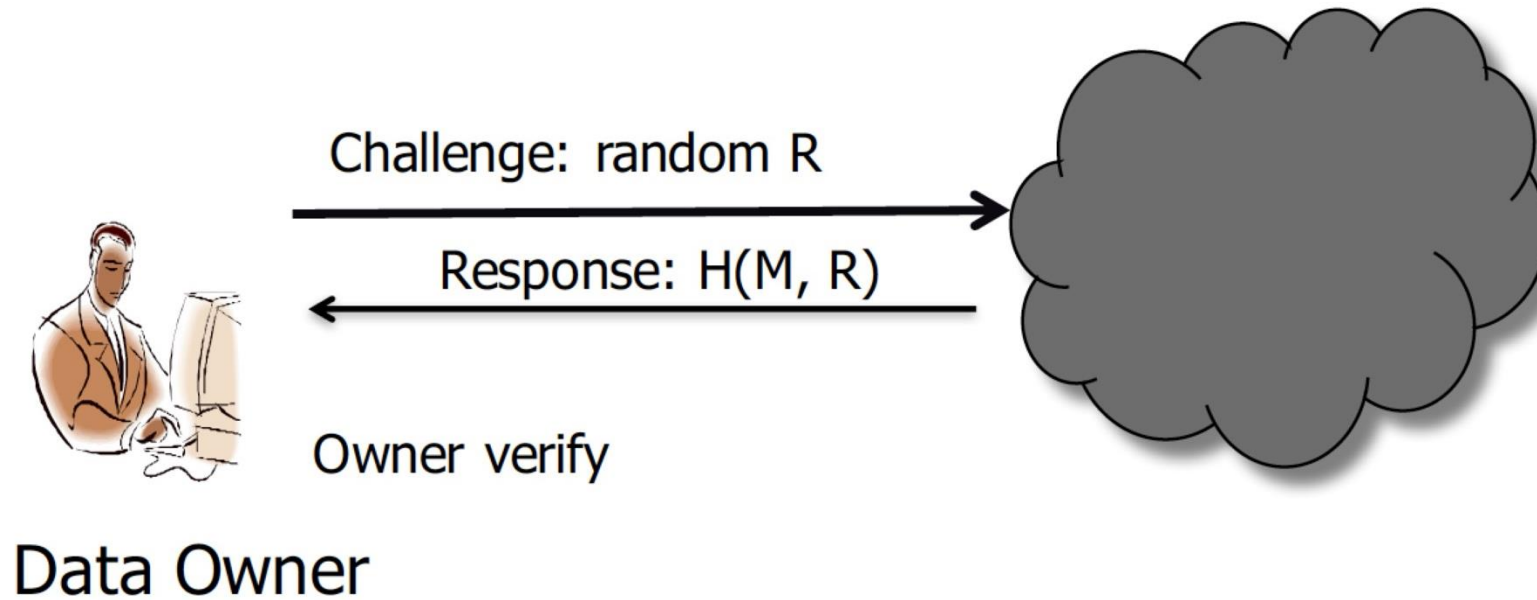 Challenge: random R
Response: H(M, R)
Owner verify
Data Owner